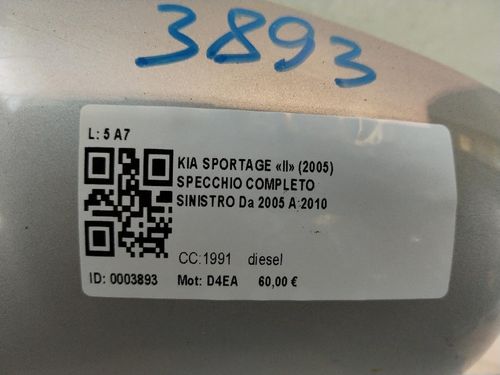 3893
L: 5 A7
KIA SPORTAGE «II» (2005)
SPECCHIO COMPLETO
SINISTRO Da 2005 A 2010
CC:1991 diesel
ID: 0003893 Mot: D4EA 60,00 €